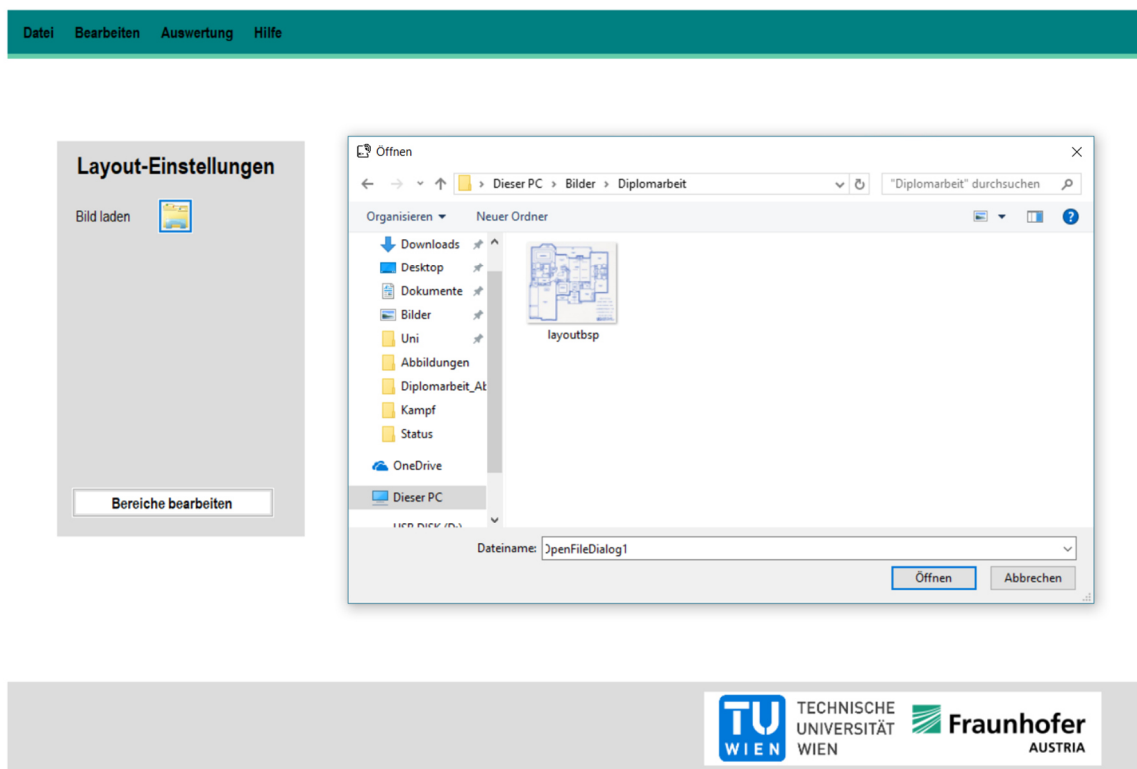 Datei Bearbeiten Auswertung Hilfe
Layout-Einstellungen
Bild laden
Bereiche bearbeiten
Öffnen
Dieser PC › Bilder › Diplomarbeit
"Diplomarbeit" durchsuchen
Organisieren Neuer Ordner
Downloads
Desktop
Dokumente
Bilder
Uni
Abbildungen
Diplomarbeit_Ab
Kampf
Status
OneDrive
Dieser PC
USB DISK (D:)
layoutbsp
Dateiname: OpenFileDialog1
Öffnen Abbrechen
TU
WIEN
TECHNISCHE
UNIVERSITÄT
WIEN
Fraunhofer
AUSTRIA